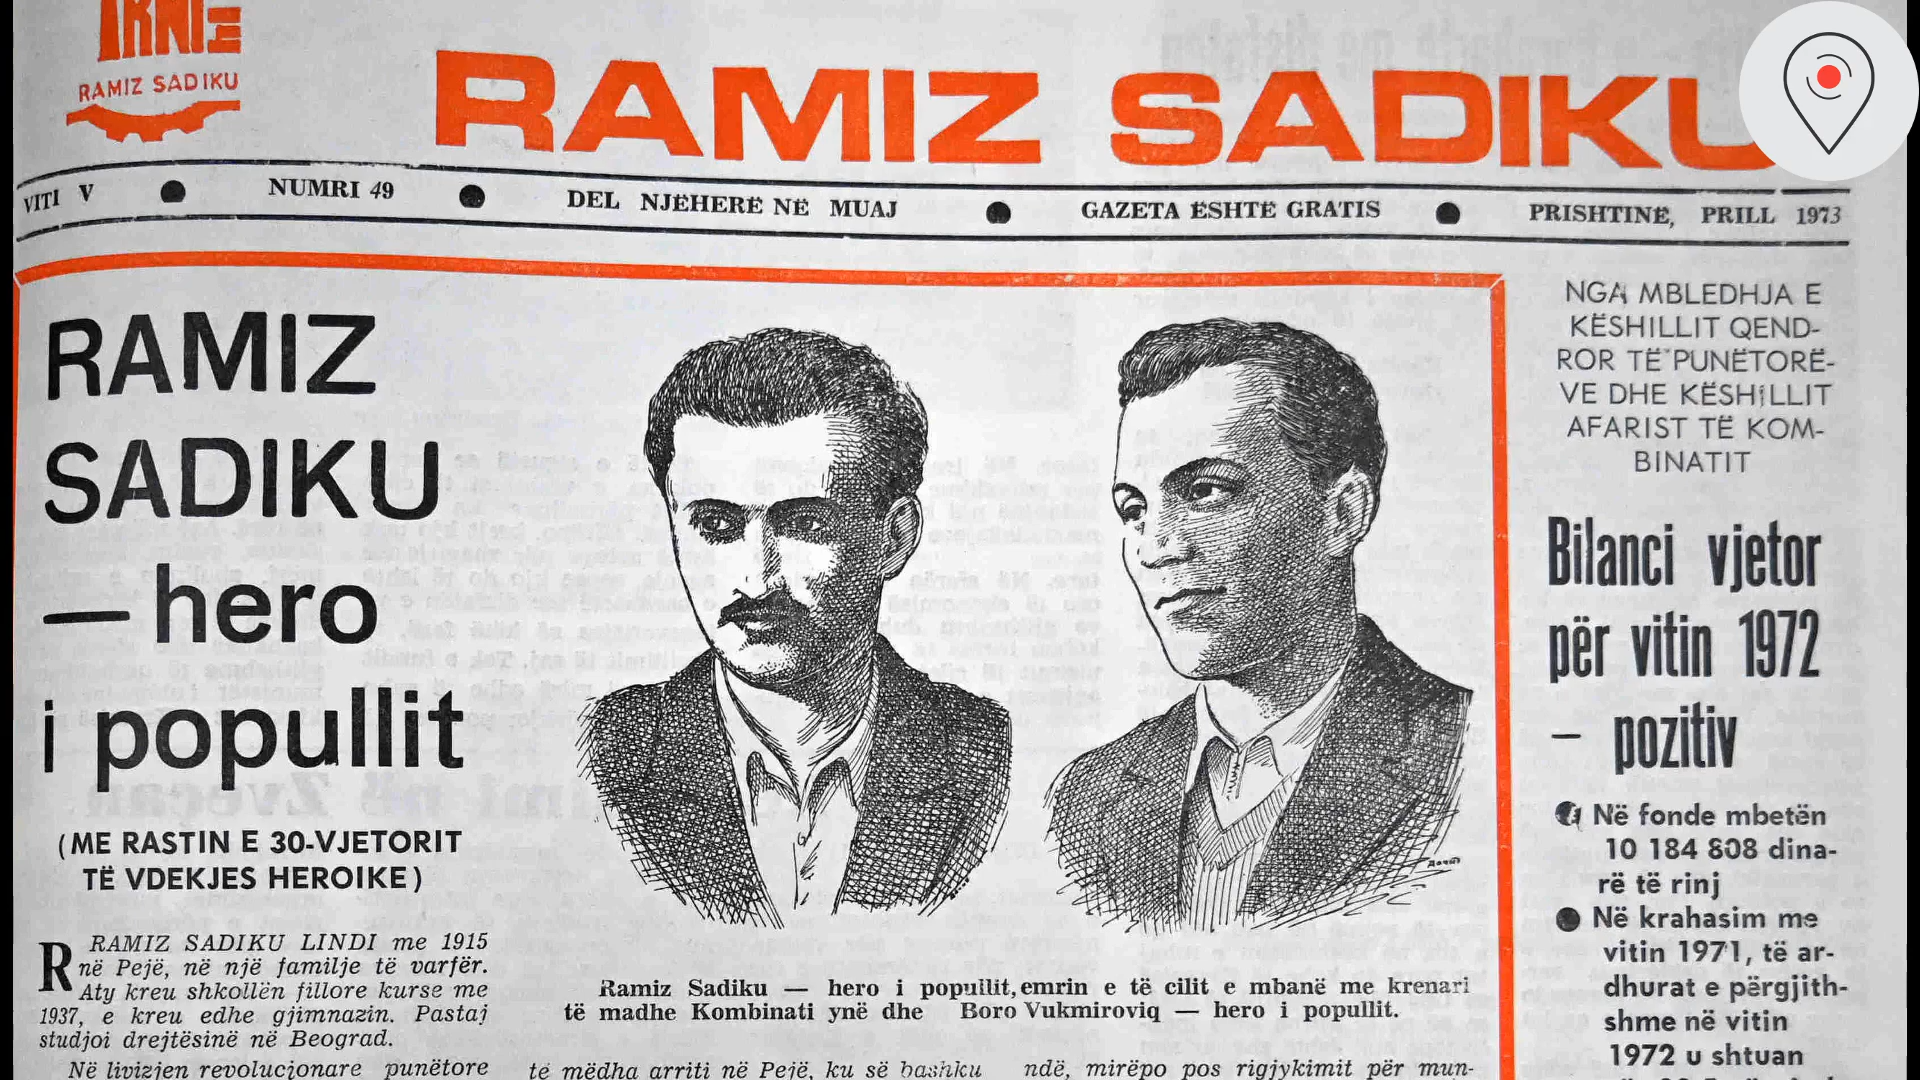 RAMIZ SADIKU
RAMIZ SADIKU
VITI V ● NUMRI 49 ● DEL NJËHERË NË MUAJ ● GAZETA ËSHTË GRATIS ● PRISHTINË, PRILL 1973
RAMIZ
SADIKU
— hero
i popullit
(ME RASTIN E 30-VJETORIT
TË VDEKJES HEROIKE)
RAMIZ SADIKU LINDI me 1915
në Pejë, në një familje të varfër.
Aty kreu shkollën fillore kurse me
1937, e kreu edhe gjimnazin. Pastaj
studjoi drejtësinë në Beograd.
Në livizjen revolucionare punëtore
Ramiz Sadiku — hero i popullit, emrin e të cilit e mbanë me krenari
të madhe Kombinati ynë dhe Boro Vukmiroviq — hero i popullit.
të mëdha arriti në Pejë, ku së bashku
ndë, mirëpo pos rigjykimit për mun-
NGA MBLEDHJA E
KËSHILLIT QEND-
ROR TË PUNËTORË-
VE DHE KËSHILLIT
AFARIST TË KOM-
BINATIT
Bilanci vjetor
për vitin 1972
— pozitiv
● Në fonde mbetën
10 184 808 dina-
rë të rinj
● Në krahasim me
vitin 1971, të ar-
dhurat e përgjith-
shme në vitin
1972 u shtuan